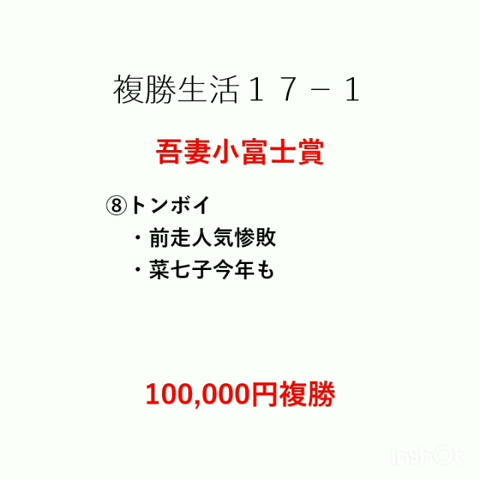 複勝生活１７－１
吾妻小富士賞
⑧トンボイ
・前走人気惨敗
・菜七子今年も
100,000円複勝
InShOt